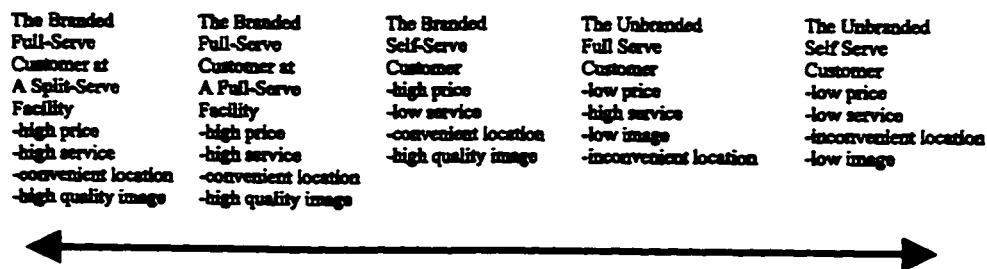 The Branded
Full-Serve
Customer at
A Split-Serve
Facility
-high price
-high service
-convenient location
-high quality image
The Branded
Full-Serve
Customer at
A Full-Serve
Facility
-high price
-high service
-convenient location
-high quality image
The Branded
Self-Serve
Customer
-high price
-low service
-convenient location
-high quality image
The Unbranded
Full Serve
Customer
-low price
-high service
-low image
-inconvenient location
The Unbranded
Self Serve
Customer
-low price
-low service
-inconvenient location
-low image